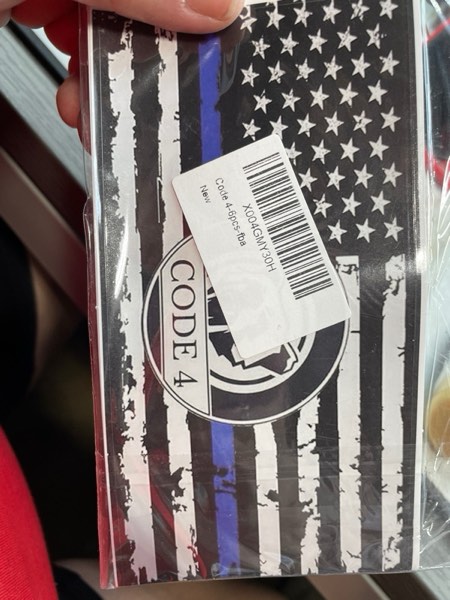 X004GMY30H
Code 4-6pcs-fba
New
CODE 4